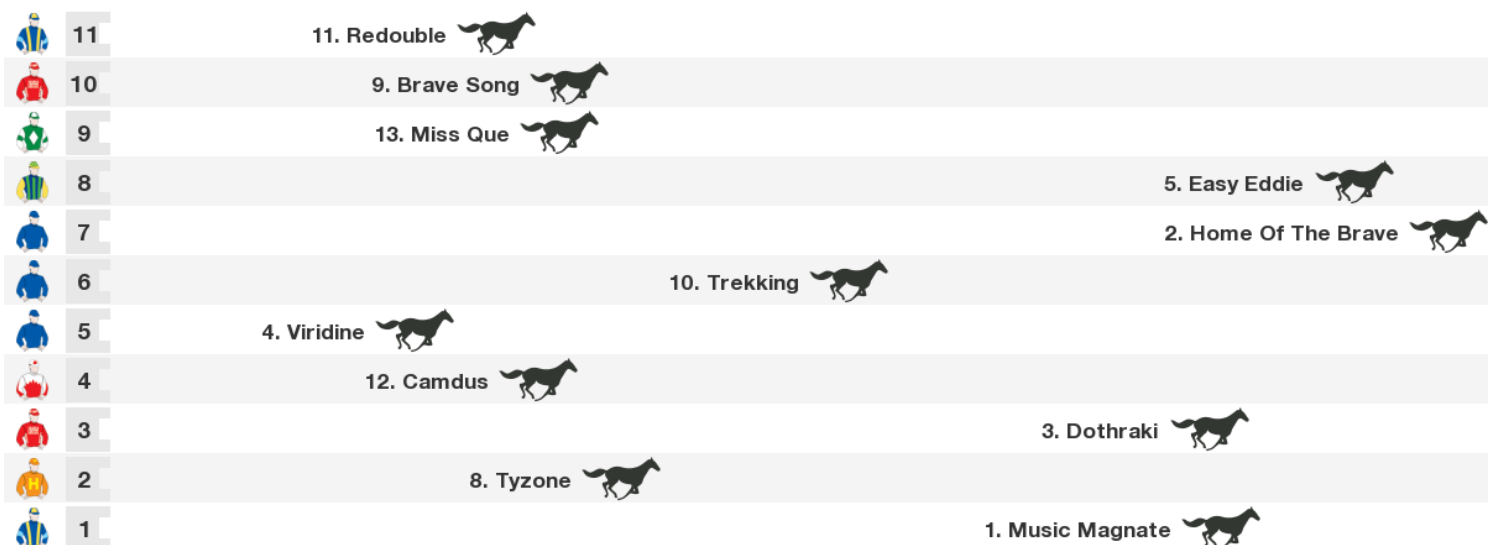 11 11. Redouble
10 9. Brave Song
9 13. Miss Que
8 5. Easy Eddie
7 2. Home Of The Brave
6 10. Trekking
5 4. Viridine
4 12. Camdus
3 3. Dothraki
H 2 8. Tyzone
1 1. Music Magnate